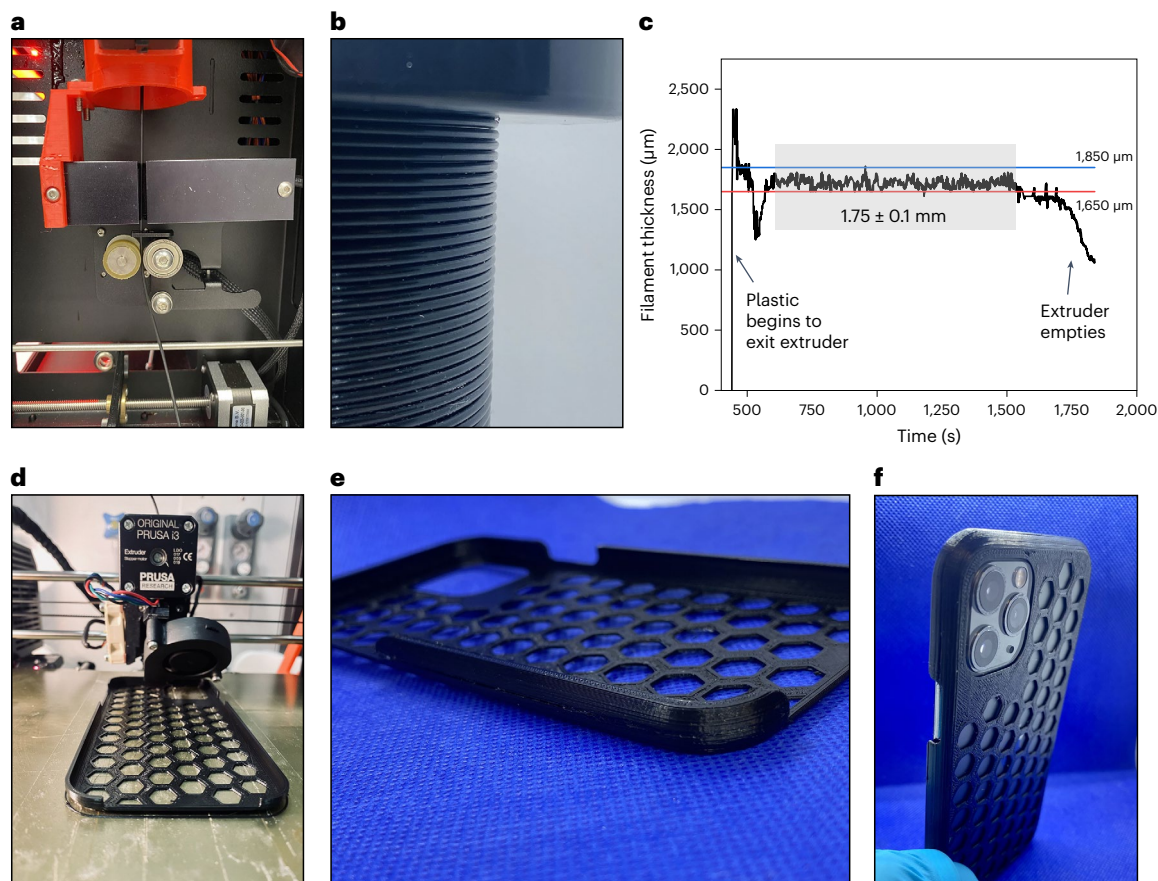 a
b
c
2,500
2,000
1,500
1,000
500
0
Filament thickness (µm)
1,850 µm
1,650 µm
1.75 ± 0.1 mm
Plastic
begins to
exit extruder
Extruder
empties
500
750
1,000
1,250
1,500
1,750
2,000
Time (s)
d
e
f
ORIGINAL
PRUSA i3
Extruder
CE
PRUSA
RESEARCH